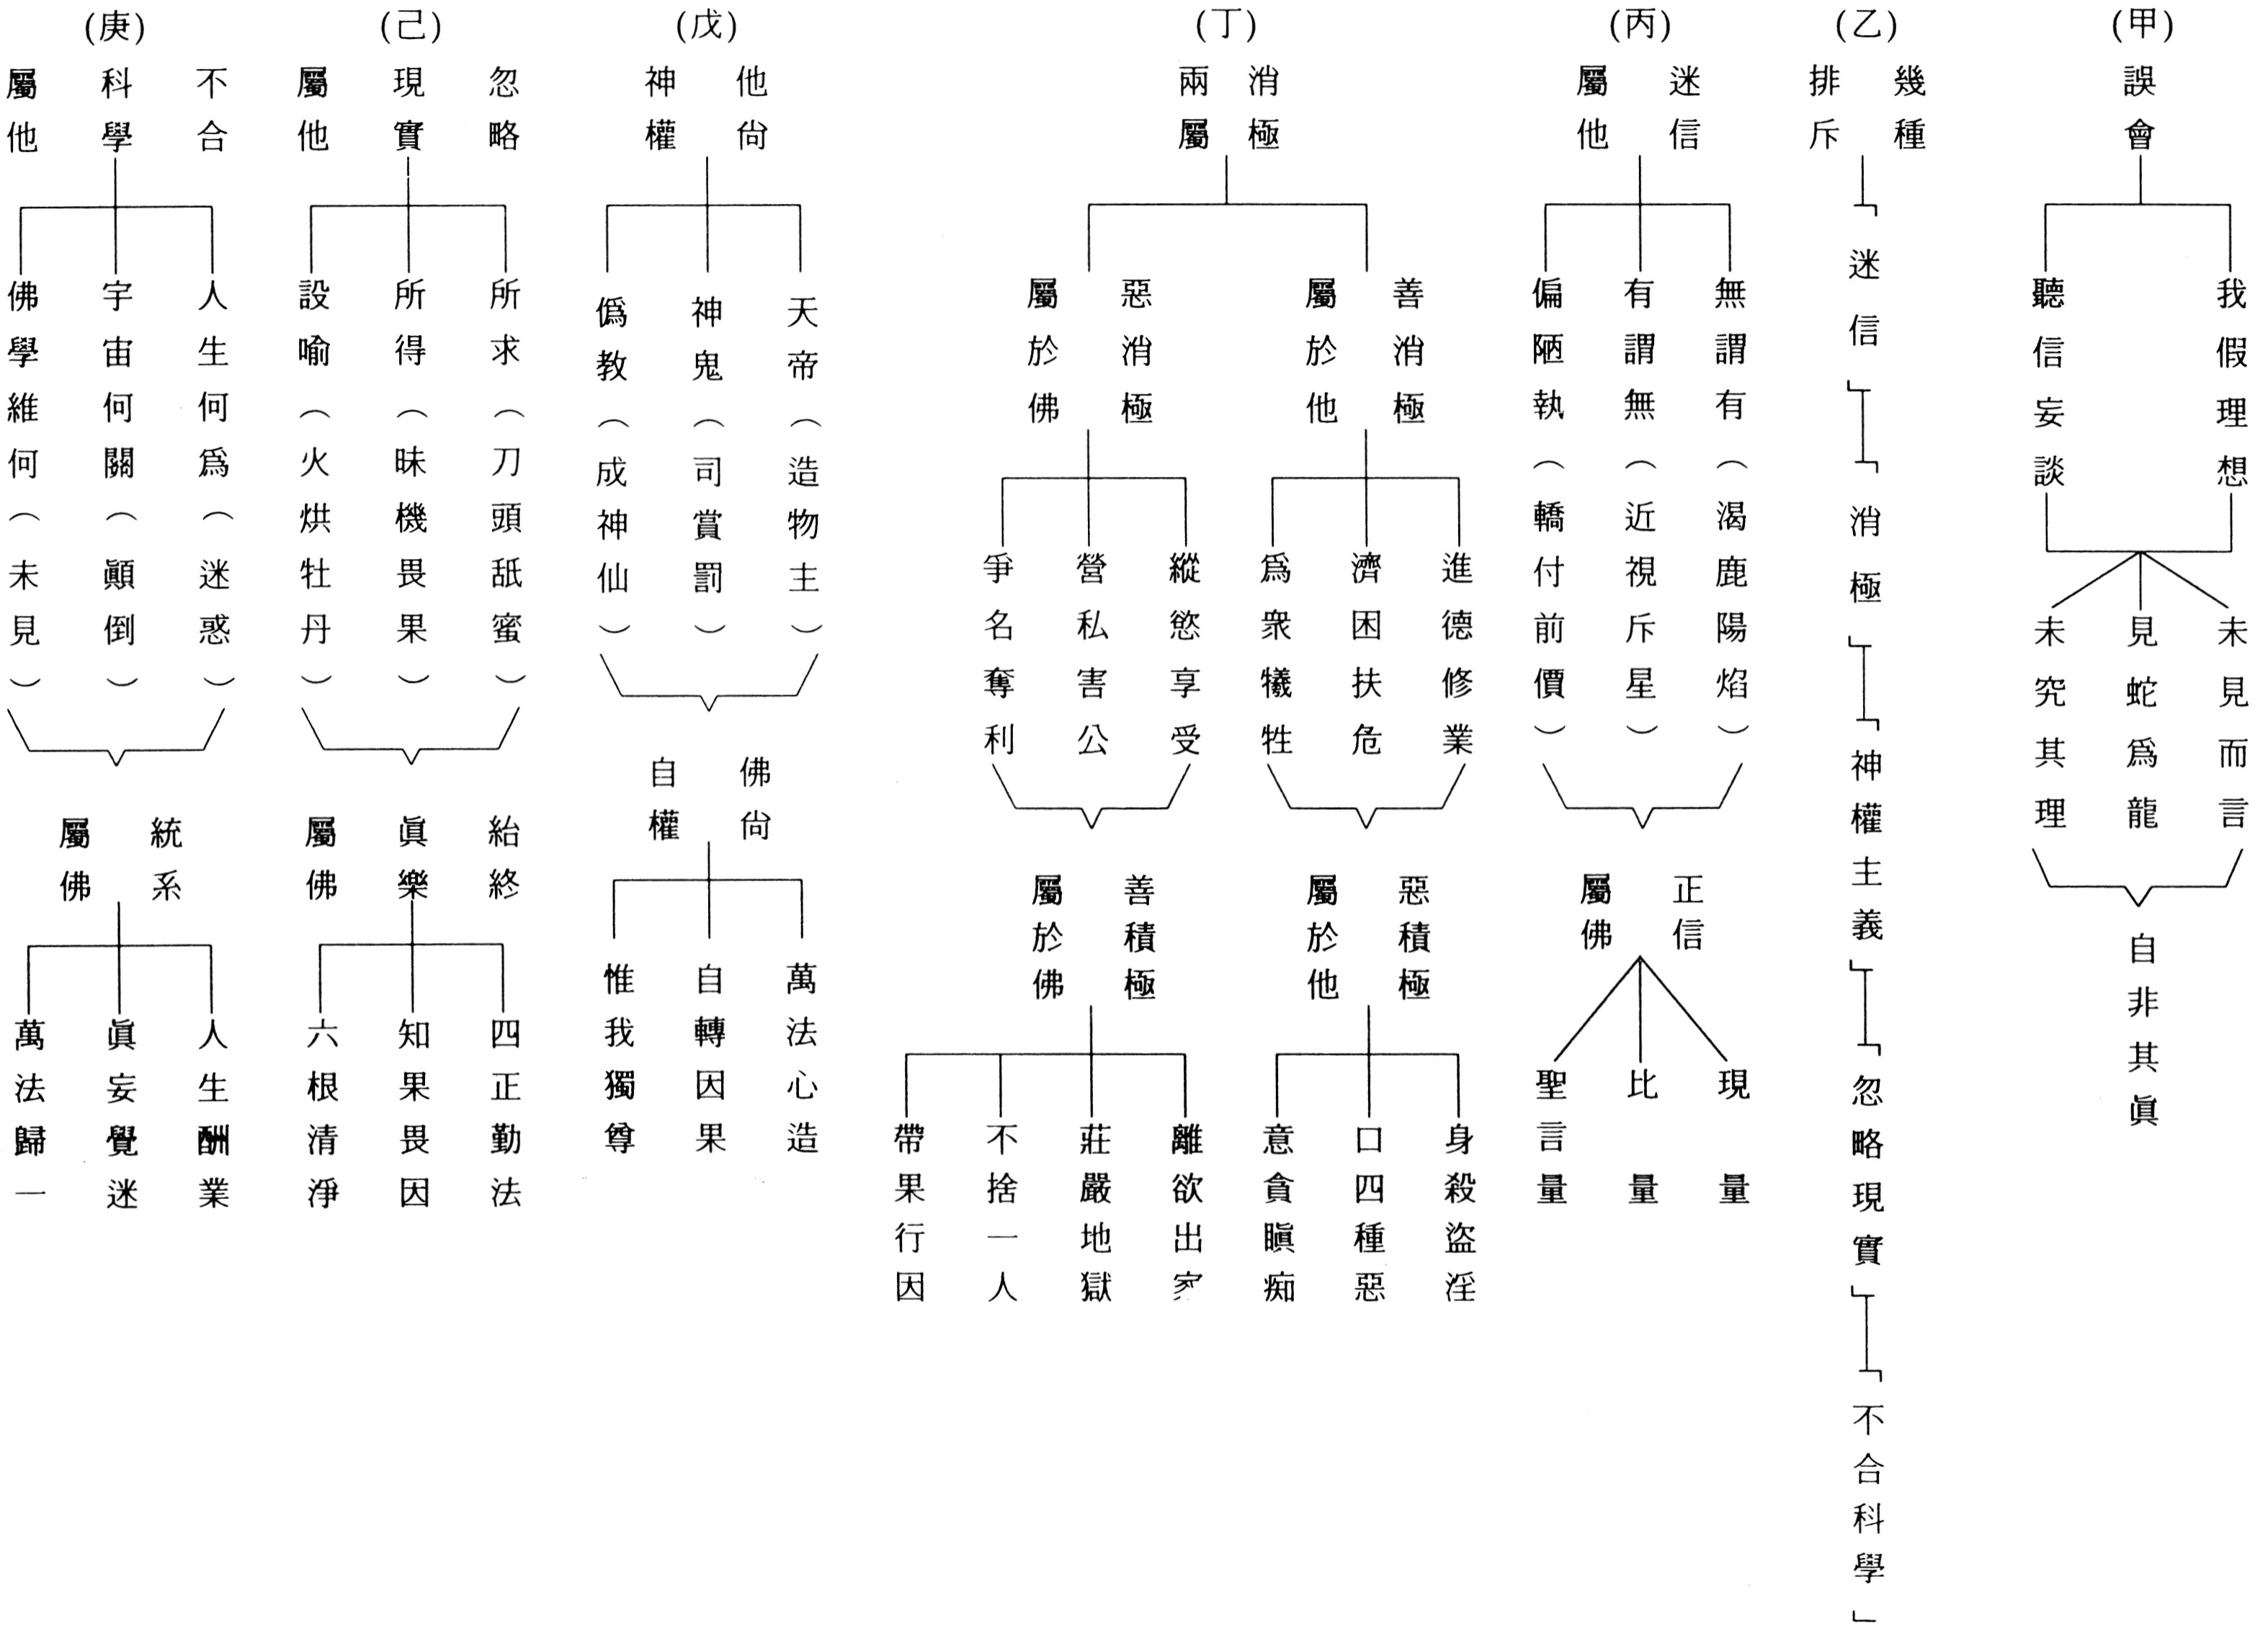 (甲)
誤會
我假理想
聽信妄談
未見而言
見蛇爲龍
未究其理
自非其眞
(乙)
幾種
排斥
「迷信」
「消極」
「神權主義」
「忽略現實」
「不合科學」
(丙)
迷信
屬他
無謂有(渴鹿陽焰)
有謂無(近視斥星)
偏陋執(轎付前價)
正信
屬佛
現量
比量
聖言量
(丁)
消極
兩屬
善消極
屬於他
進德修業
濟困扶危
爲衆犧牲
惡積極
屬於他
身殺盜淫
口四種惡
意貪瞋痴
惡消極
屬於佛
縱慾享受
營私害公
爭名奪利
善積極
屬於佛
離欲出家
莊嚴地獄
不捨一人
帶果行因
(戊)
他尙
神權
天帝(造物主)
神鬼(司賞罰)
僞教(成神仙)
佛尙
自權
萬法心造
自轉因果
惟我獨尊
(己)
忽略
現實
屬他
所求(刀頭舐蜜)
所得(昧機畏果)
設喻(火烘牡丹)
紿終
眞樂
屬佛
四正勤法
知果畏因
六根清淨
(庚)
不合
科學
屬他
人生何爲(迷惑)
宇宙何關(顚倒)
佛學維何(未見)
統系
屬佛
人生酬業
眞妄覺迷
萬法歸一